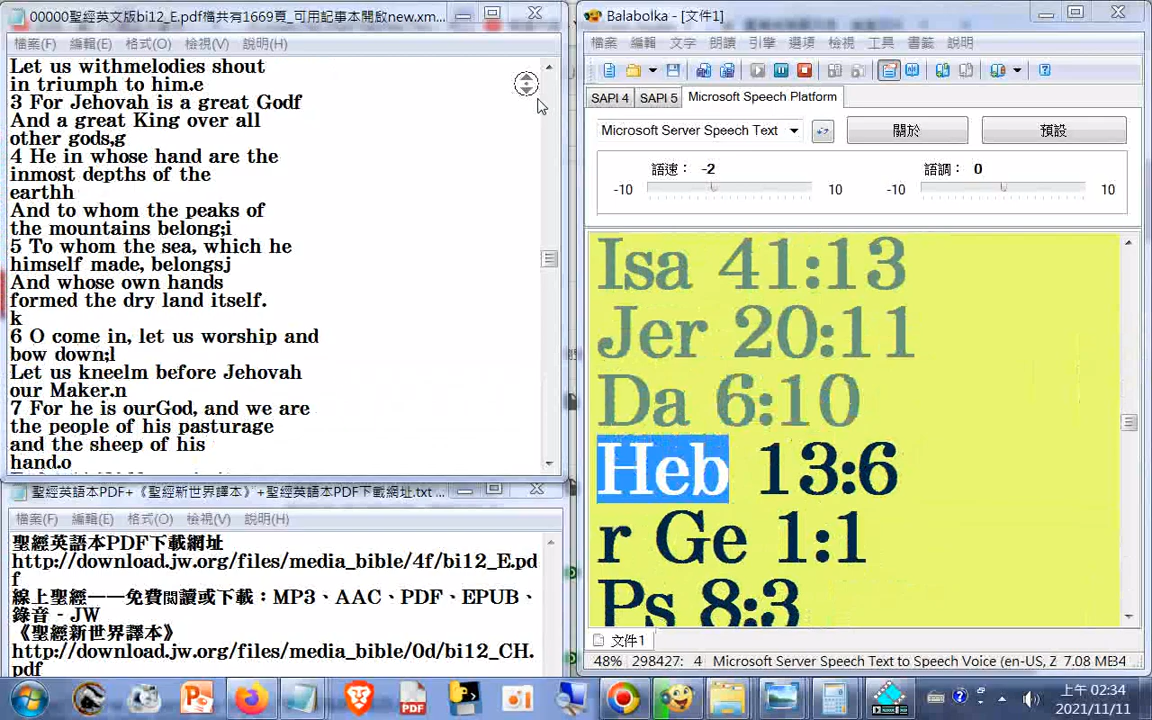 00000聖經英文版bi12_E.pdf檔共有1669頁_可用記事本開啟new.xm...
檔案(F) 編輯(E) 格式(O) 檢視(V) 說明(H)
Let us withmelodies shout
in triumph to him.e
3 For Jehovah is a great Godf
And a great King over all
other gods,g
4 He in whose hand are the
inmost depths of the
earthh
And to whom the peaks of
the mountains belong;i
5 To whom the sea, which he
himself made, belongsj
And whose own hands
formed the dry land itself.
k
6 O come in, let us worship and
bow down;l
Let us kneelm before Jehovah
our Maker.n
7 For he is ourGod, and we are
the people of his pasturage
and the sheep of his
hand.o
聖經英語本PDF+《聖經新世界譯本》+聖經英語本PDF下載網址.txt ...
檔案(F) 編輯(E) 格式(O) 檢視(V) 說明(H)
聖經英語本PDF下載網址
http://download.jw.org/files/media_bible/4f/bi12_E.pd
f
線上聖經——免費閱讀或下載：MP3、AAC、PDF、EPUB、
錄音 - JW
《聖經新世界譯本》
http://download.jw.org/files/media_bible/0d/bi12_CH.
pdf
Balabolka - [文件1]
檔案 編輯 文字 朗讀 引擎 選項 檢視 工具 書籤 說明
SAPI 4 SAPI 5 Microsoft Speech Platform
Microsoft Server Speech Text 關於 預設
語速： -2 語調： 0
-10 10 -10 10
Isa 41:13
Jer 20:11
Da 6:10
Heb 13:6
r Ge 1:1
Ps 8:3
文件1
48% 298427: 4 Microsoft Server Speech Text to Speech Voice (en-US, Z 7.08 MB34
上午 02:34
2021/11/11